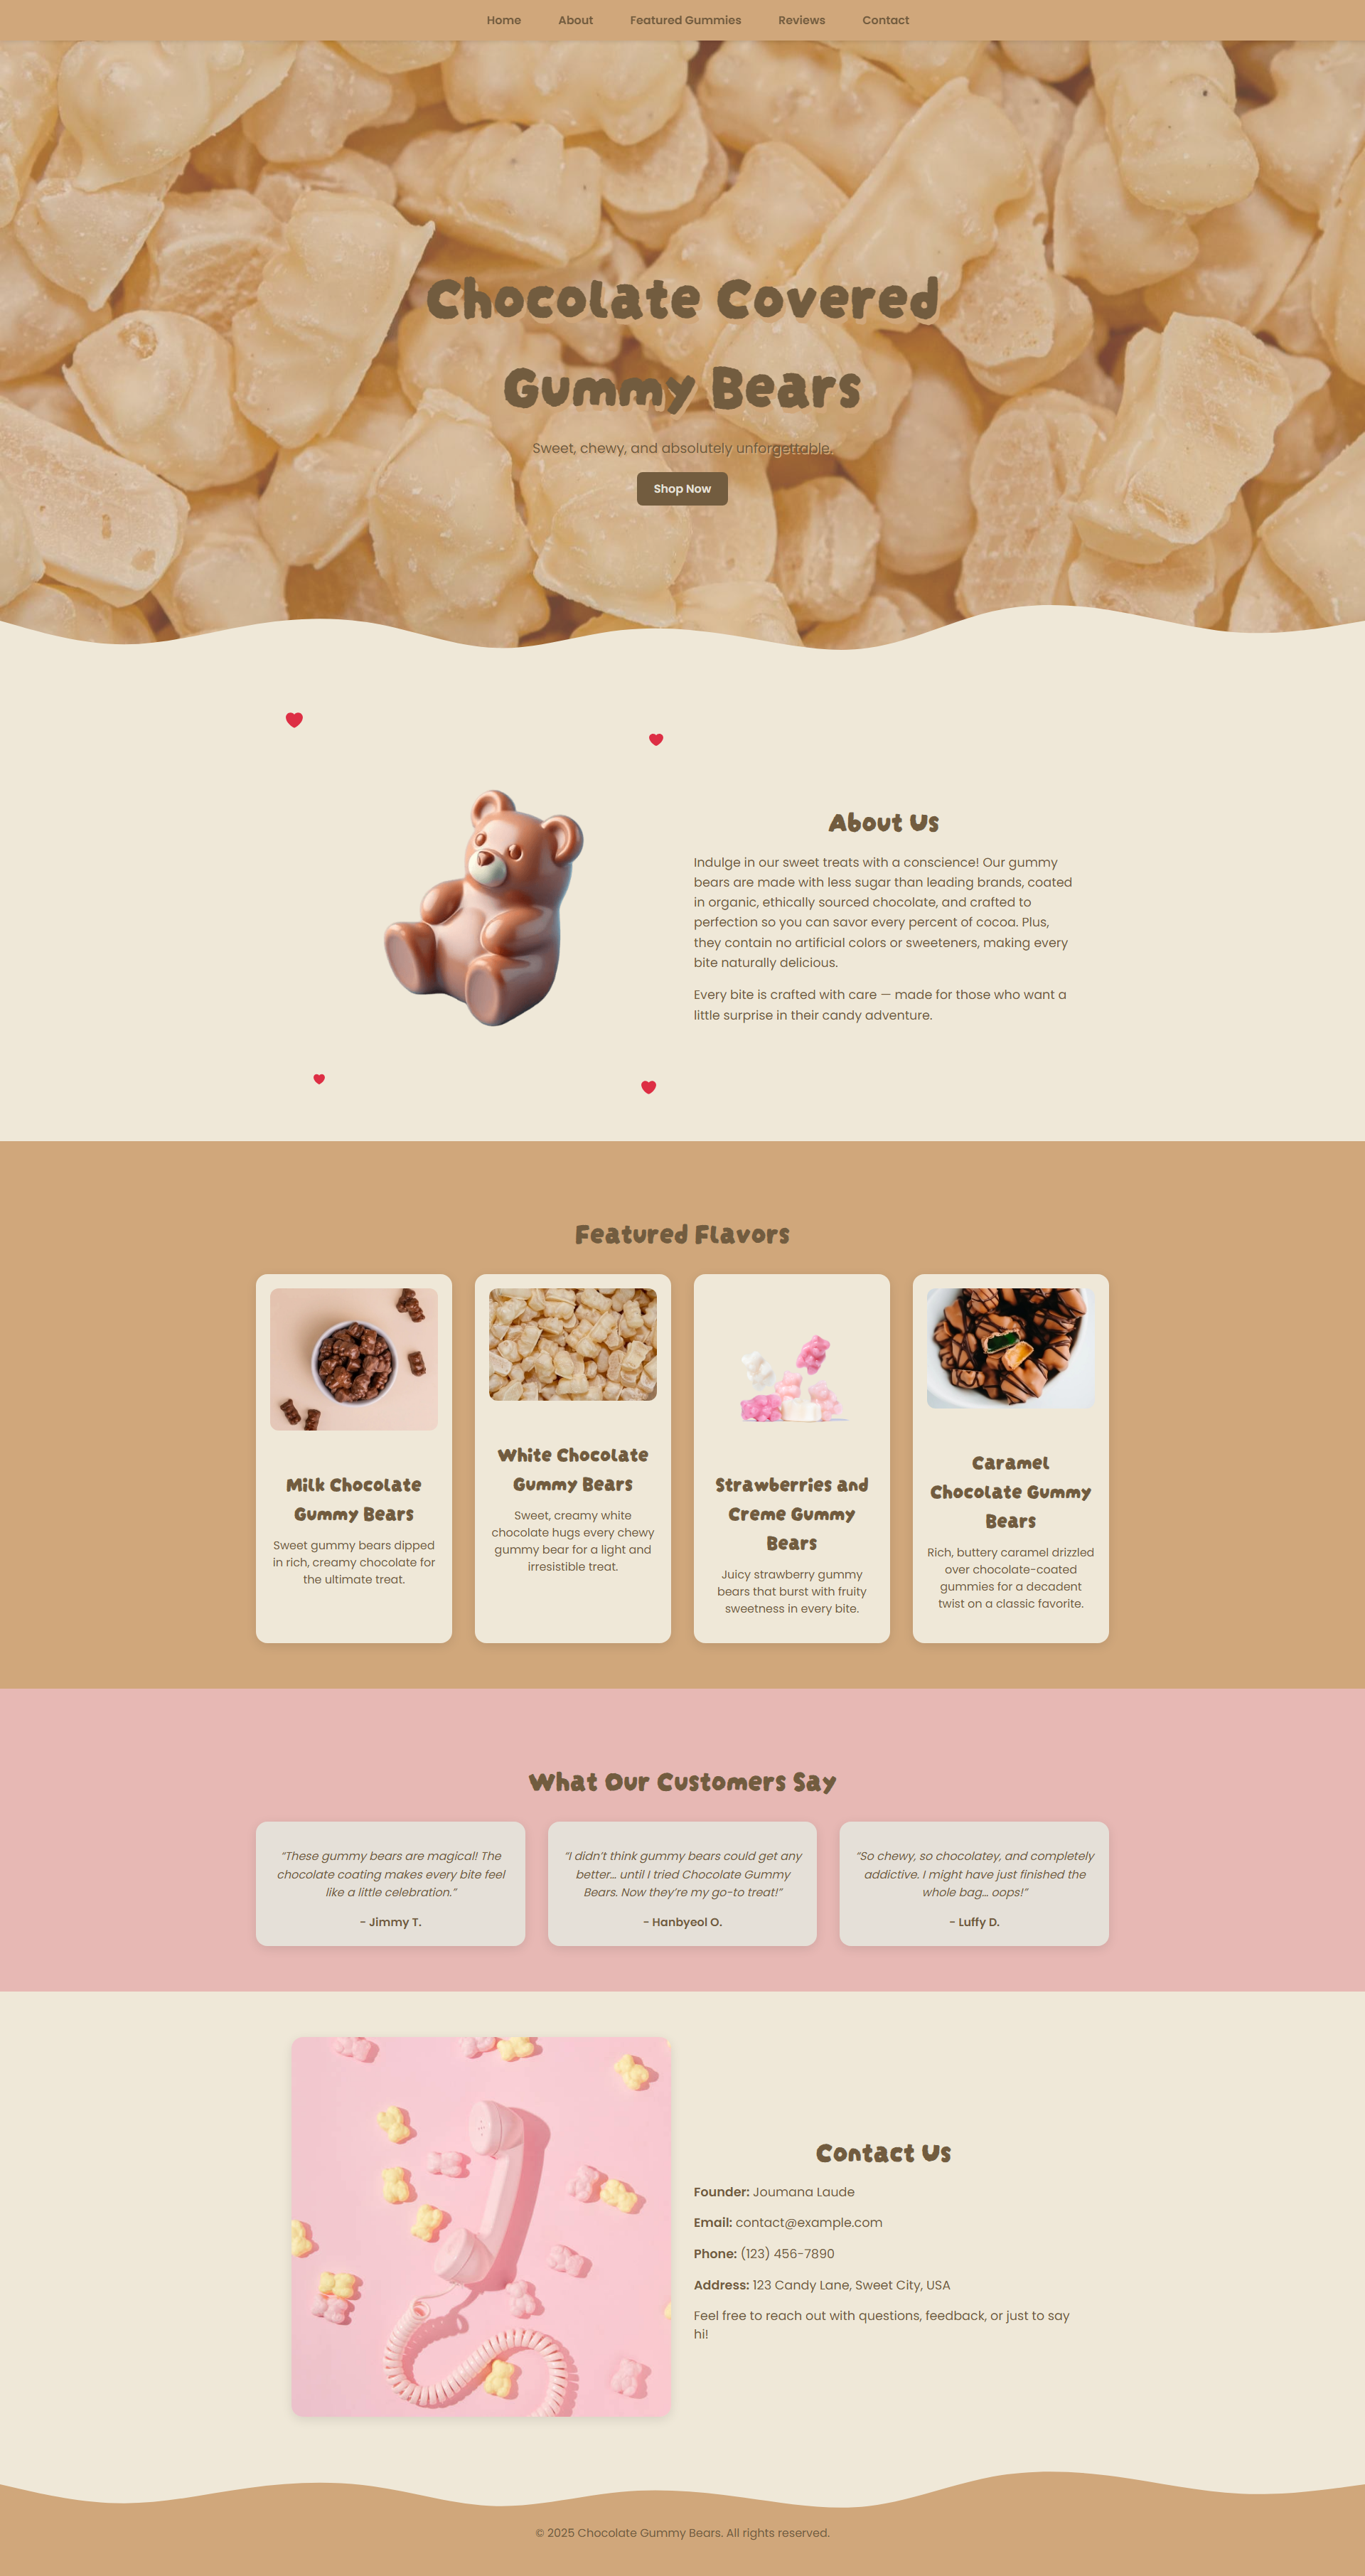 Home About Featured Gummies Reviews Contact
Chocolate Covered
Gummy Bears
Sweet, chewy, and absolutely unforgettable.
Shop Now
About Us
Indulge in our sweet treats with a conscience! Our gummy
bears are made with less sugar than leading brands, coated
in organic, ethically sourced chocolate, and crafted to
perfection so you can savor every percent of cocoa. Plus,
they contain no artificial colors or sweeteners, making every
bite naturally delicious.
Every bite is crafted with care — made for those who want a
little surprise in their candy adventure.
Featured Flavors
Milk Chocolate
Gummy Bears
Sweet gummy bears dipped
in rich, creamy chocolate for
the ultimate treat.
White Chocolate
Gummy Bears
Sweet, creamy white
chocolate hugs every chewy
gummy bear for a light and
irresistible treat.
Strawberries and
Creme Gummy
Bears
Juicy strawberry gummy
bears that burst with fruity
sweetness in every bite.
Caramel
Chocolate Gummy
Bears
Rich, buttery caramel drizzled
over chocolate-coated
gummies for a decadent
twist on a classic favorite.
What Our Customers Say
“These gummy bears are magical! The
chocolate coating makes every bite feel
like a little celebration.”
- Jimmy T.
“I didn’t think gummy bears could get any
better… until I tried Chocolate Gummy
Bears. Now they’re my go-to treat!”
- Hanbyeol O.
“So chewy, so chocolatey, and completely
addictive. I might have just finished the
whole bag… oops!”
- Luffy D.
Contact Us
Founder: Joumana Laude
Email: contact@example.com
Phone: (123) 456-7890
Address: 123 Candy Lane, Sweet City, USA
Feel free to reach out with questions, feedback, or just to say
hi!
© 2025 Chocolate Gummy Bears. All rights reserved.